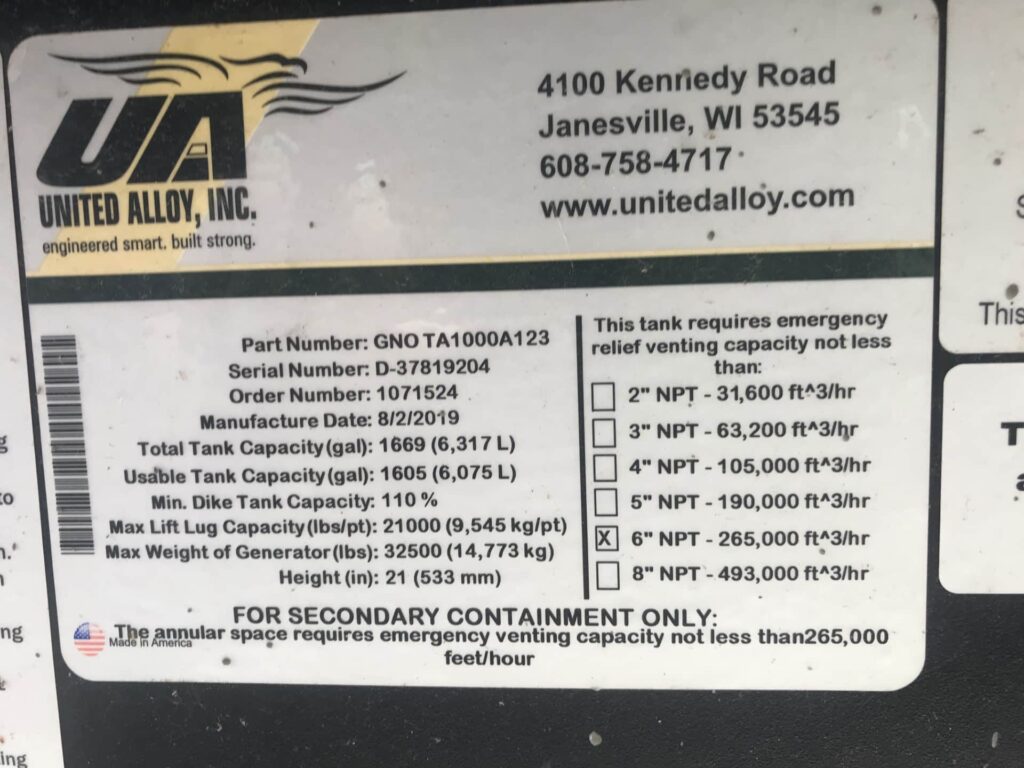 UA
UNITED ALLOY, INC.
engineered smart. built strong.
4100 Kennedy Road
Janesville, WI 53545
608-758-4717
www.unitedalloy.com
Part Number: GNO TA1000A123
Serial Number: D-37819204
Order Number: 1071524
Manufacture Date: 8/2/2019
Total Tank Capacity(gal): 1669 (6,317 L)
Usable Tank Capacity(gal): 1605 (6,075 L)
Min. Dike Tank Capacity: 110 %
Max Lift Lug Capacity(lbs/pt): 21000 (9,545 kg/pt)
Max Weight of Generator(lbs): 32500 (14,773 kg)
Height(in): 21 (533 mm)
This tank requires emergency
relief venting capacity not less
than:
2" NPT - 31,600 ft^3/hr
3" NPT - 63,200 ft^3/hr
4" NPT - 105,000 ft^3/hr
5" NPT - 190,000 ft^3/hr
X 6" NPT - 265,000 ft^3/hr
8" NPT - 493,000 ft^3/hr
FOR SECONDARY CONTAINMENT ONLY:
The annular space requires emergency venting capacity not less than265,000
feet/hour
Made in America
This